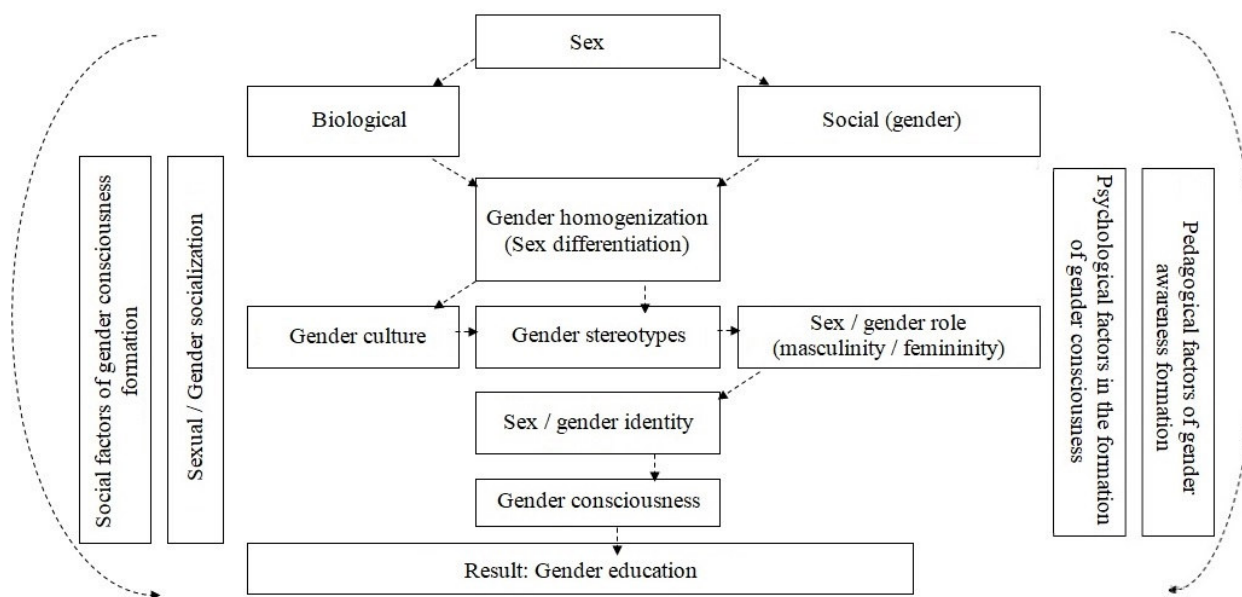 Sex
Biological
Social (gender)
Gender homogenization
(Sex differentiation)
Gender culture
Gender stereotypes
Sex / gender role
(masculinity / femininity)
Sex / gender identity
Gender consciousness
Result: Gender education
Social factors of gender consciousness
formation
Sexual / Gender socialization
Psychological factors in the formation
of gender consciousness
Pedagogical factors of gender
awareness formation